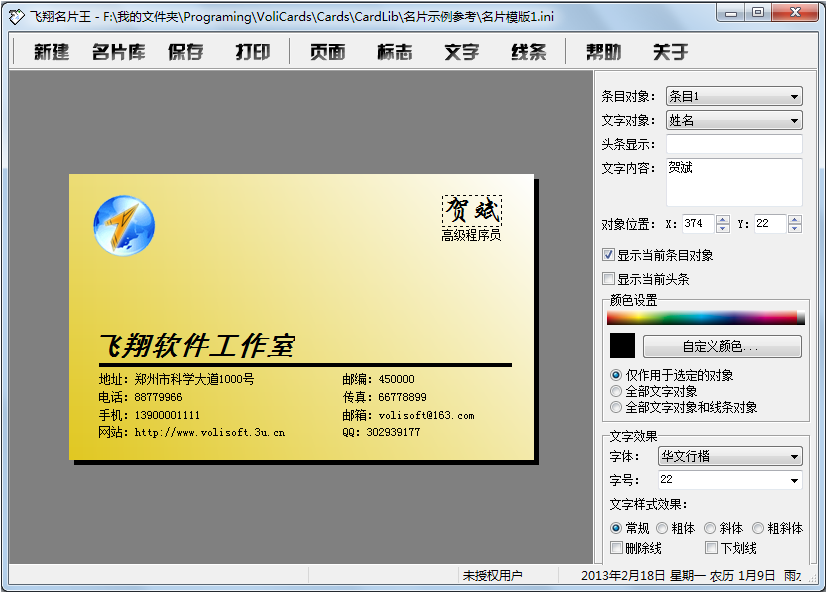 飞翔名片王 - F:\我的文件夹\Programing\VoliCards\Cards\CardLib\名片示例参考\名片模版1.ini
新建 名片库 保存 打印 页面 标志 文字 线条 帮助 关于
贺斌
高级程序员
飞翔软件工作室
地址：郑州市科学大道1000号 邮编：450000
电话：88779966 传真：66778899
手机：13900001111 邮箱：volisoft@163.com
网站：http://www.volisoft.3u.cn QQ：302939177
条目对象： 条目1
文字对象： 姓名
头条显示：
文字内容： 贺斌
对象位置： X： 374 Y： 22
显示当前条目对象
显示当前头条
颜色设置
自定义颜色...
仅作用于选定的对象
全部文字对象
全部文字对象和线条对象
文字效果
字体： 华文行楷
字号： 22
文字样式效果：
常规 粗体 斜体 粗斜体
删除线 下划线
未授权用户 2013年2月18日 星期一 农历 1月9日 雨